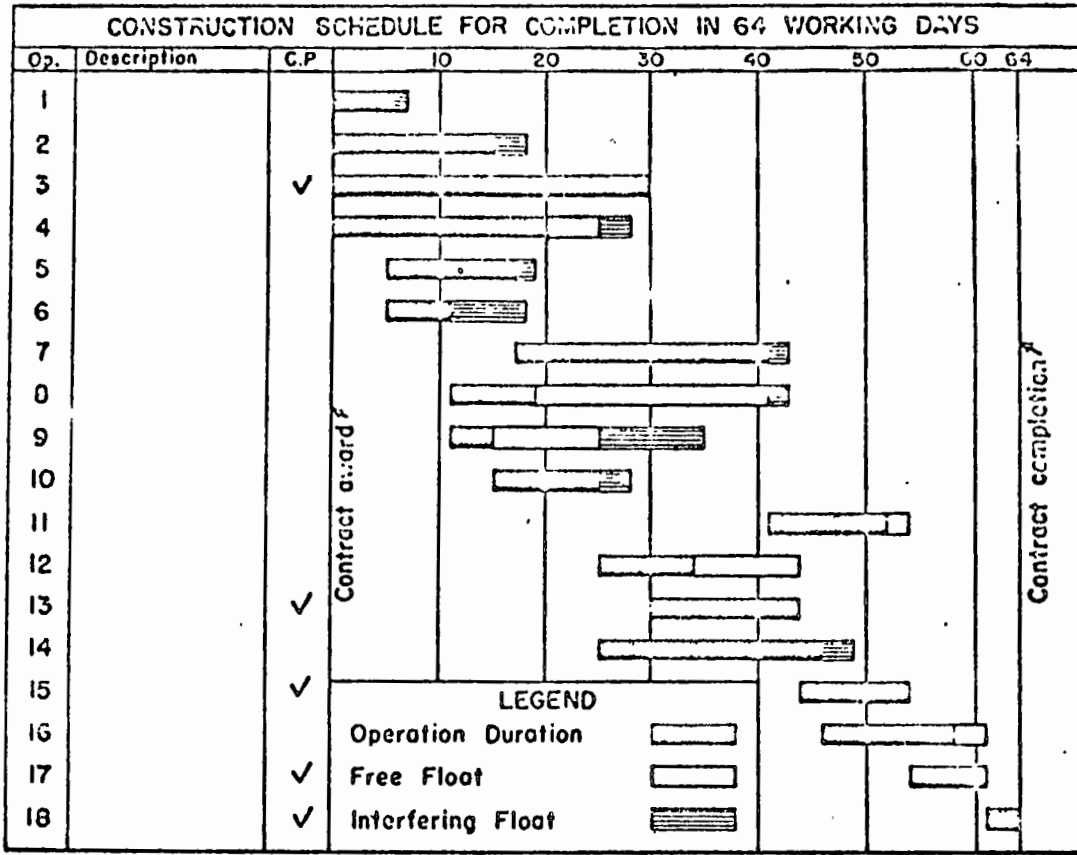 CONSTRUCTION SCHEDULE FOR COMPLETION IN 64 WORKING DAYS
Op. Description C.P 10 20 30 40 50 60 64
1
2
3 ✓
4
5
6
7
8
9
10
11
12
13 ✓
14
15 ✓
16
17 ✓
18 ✓
Contract award
Contract completion
LEGEND
Operation Duration
Free Float
Interfering Float